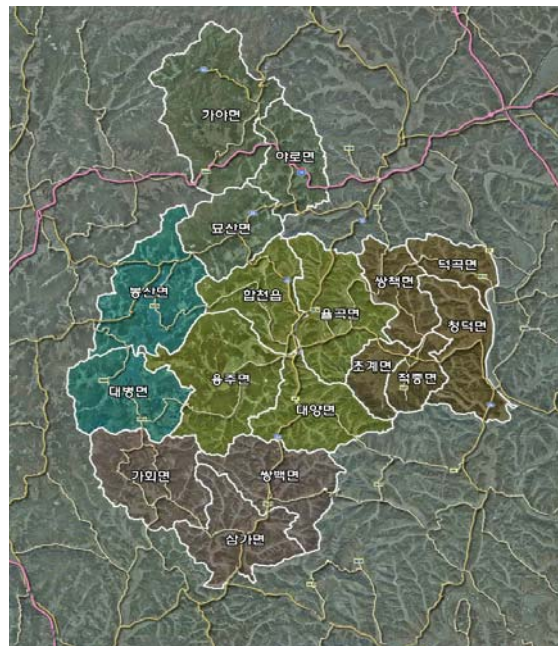 가야면
야로면
묘산면
봉산면
합천읍
율곡면
쌍책면
덕곡면
청덕면
초계면
적중면
대병면
용주면
대양면
가회면
쌍백면
삼가면